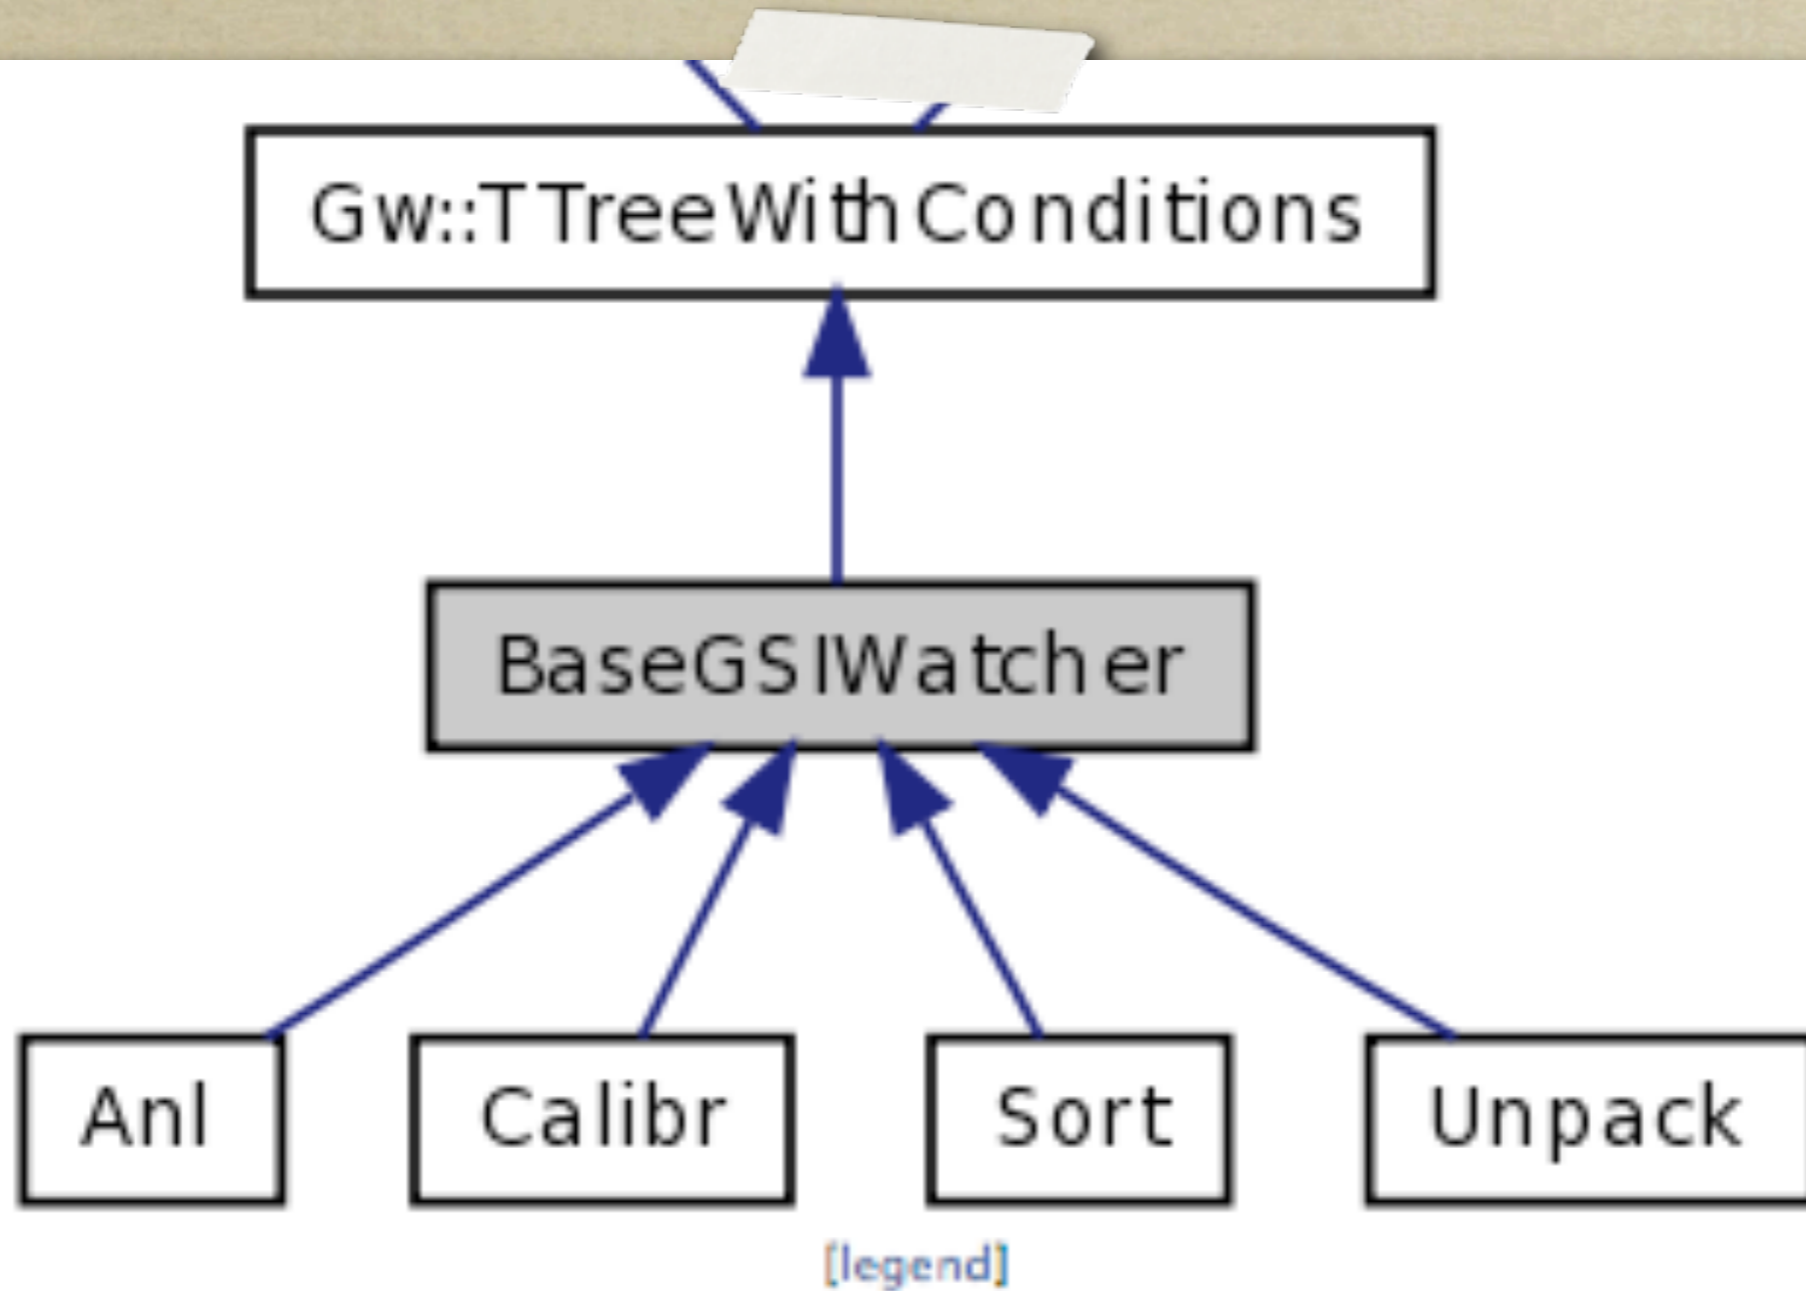 Gw::TTreeWithConditions
BaseGSIWatcher
Anl
Calibr
Sort
Unpack
[legend]